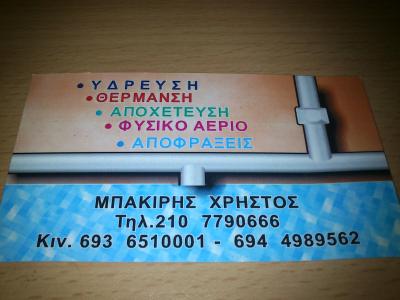 • ΥΔΡΕΥΣΗ
• ΘΕΡΜΑΝΣΗ
• ΑΠΟΧΕΤΕΥΣΗ
• ΦΥΣΙΚΟ ΑΕΡΙΟ
• ΑΠΟΦΡΑΞΕΙΣ
ΜΠΑΚΙΡΗΣ ΧΡΗΣΤΟΣ
Τηλ.210 7790666
Κιν. 693 6510001 - 694 4989562